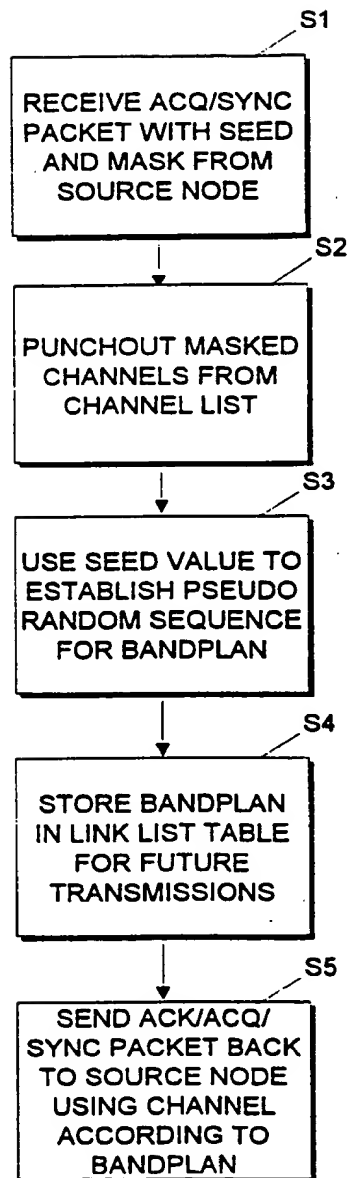 S1
RECEIVE ACQ/SYNC
PACKET WITH SEED
AND MASK FROM
SOURCE NODE
S2
PUNCHOUT MASKED
CHANNELS FROM
CHANNEL LIST
S3
USE SEED VALUE TO
ESTABLISH PSEUDO
RANDOM SEQUENCE
FOR BANDPLAN
S4
STORE BANDPLAN
IN LINK LIST TABLE
FOR FUTURE
TRANSMISSIONS
S5
SEND ACK/ACQ/
SYNC PACKET BACK
TO SOURCE NODE
USING CHANNEL
ACCORDING TO
BANDPLAN